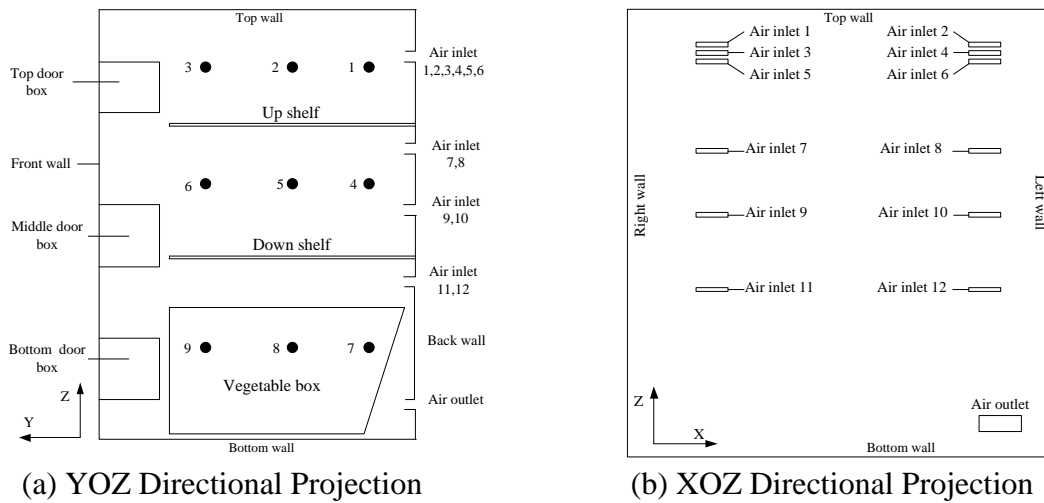 Top wall
Air inlet
1,2,3,4,5,6
Top door
box
3
2
1
Up shelf
Front wall
Air inlet
7,8
6
5
4
Air inlet
9,10
Middle door
box
Down shelf
Air inlet
11,12
Back wall
Bottom door
box
9
8
7
Vegetable box
Z
Y
Air outlet
Bottom wall
(a) YOZ Directional Projection
Top wall
Air inlet 1
Air inlet 2
Air inlet 3
Air inlet 4
Air inlet 5
Air inlet 6
Air inlet 7
Air inlet 8
Right wall
Left wall
Air inlet 9
Air inlet 10
Air inlet 11
Air inlet 12
Z
X
Air outlet
Bottom wall
(b) XOZ Directional Projection